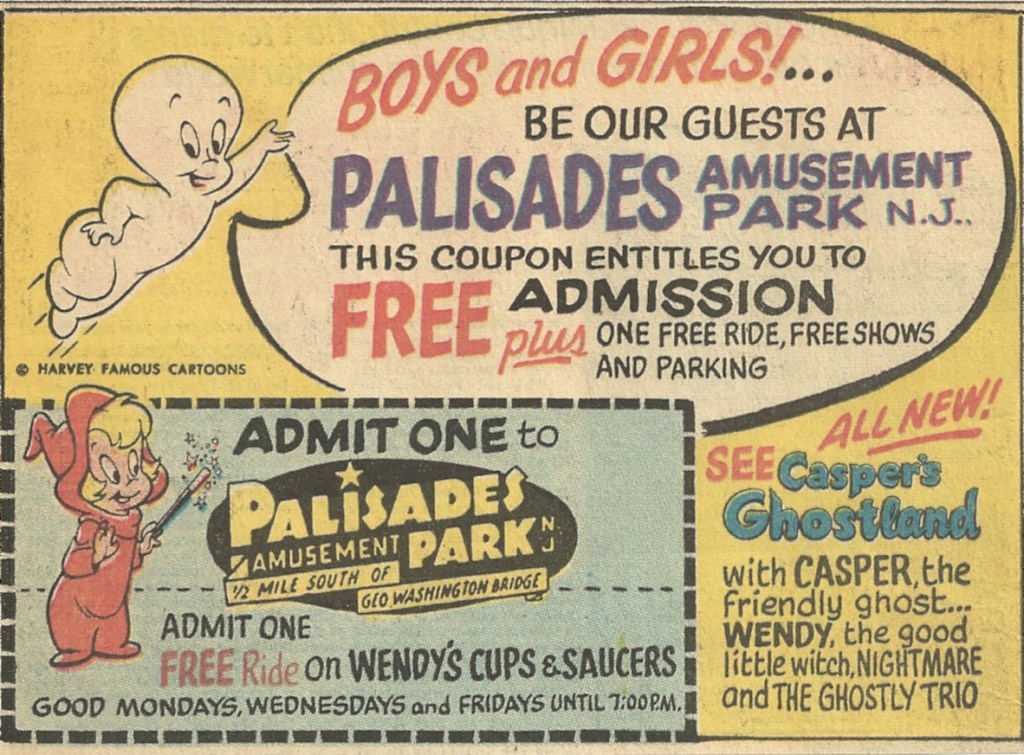 BOYS and GIRLS!...
BE OUR GUESTS AT
PALISADES AMUSEMENT PARK N.J..
THIS COUPON ENTITLES YOU TO
FREE ADMISSION
plus ONE FREE RIDE, FREE SHOWS
AND PARKING
© HARVEY FAMOUS CARTOONS
ADMIT ONE to
PALISADES
AMUSEMENT PARK N.J.
1/2 MILE SOUTH OF
GEO. WASHINGTON BRIDGE
ADMIT ONE
FREE Ride on WENDY'S CUPS & SAUCERS
GOOD MONDAYS, WEDNESDAYS and FRIDAYS UNTIL 7:00 P.M.
ALL NEW!
SEE Casper's
Ghostland
with CASPER, the
friendly ghost...
WENDY, the good
little witch, NIGHTMARE
and THE GHOSTLY TRIO